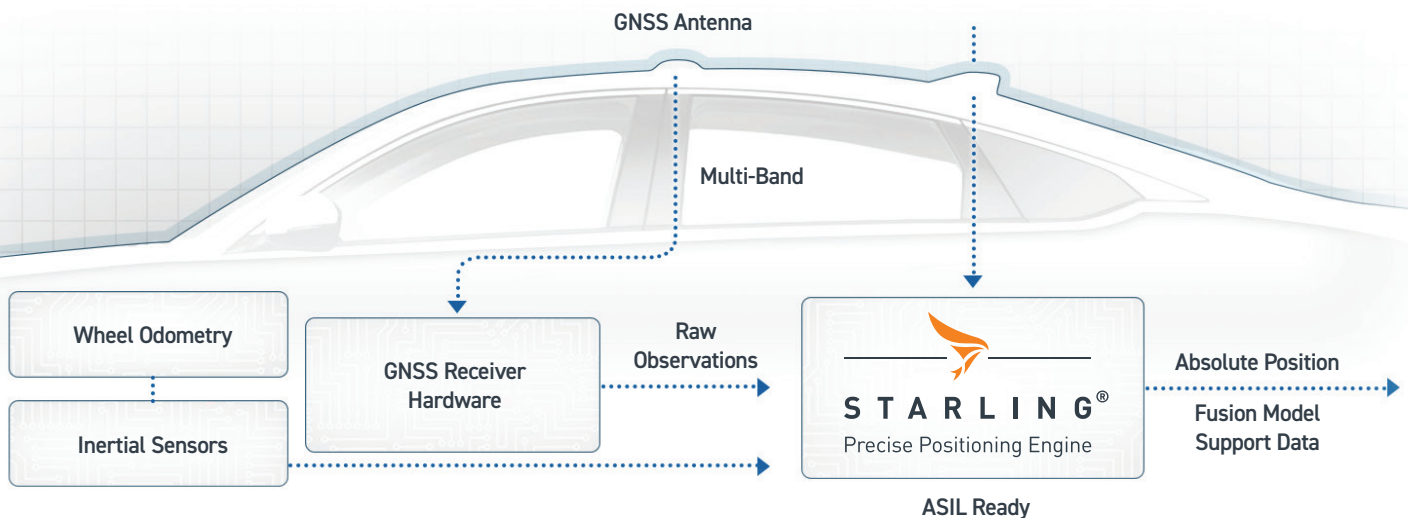 GNSS Antenna
Multi-Band
Wheel Odometry
Inertial Sensors
GNSS Receiver
Hardware
Raw
Observations
STARLING®
Precise Positioning Engine
ASIL Ready
Absolute Position
Fusion Model
Support Data